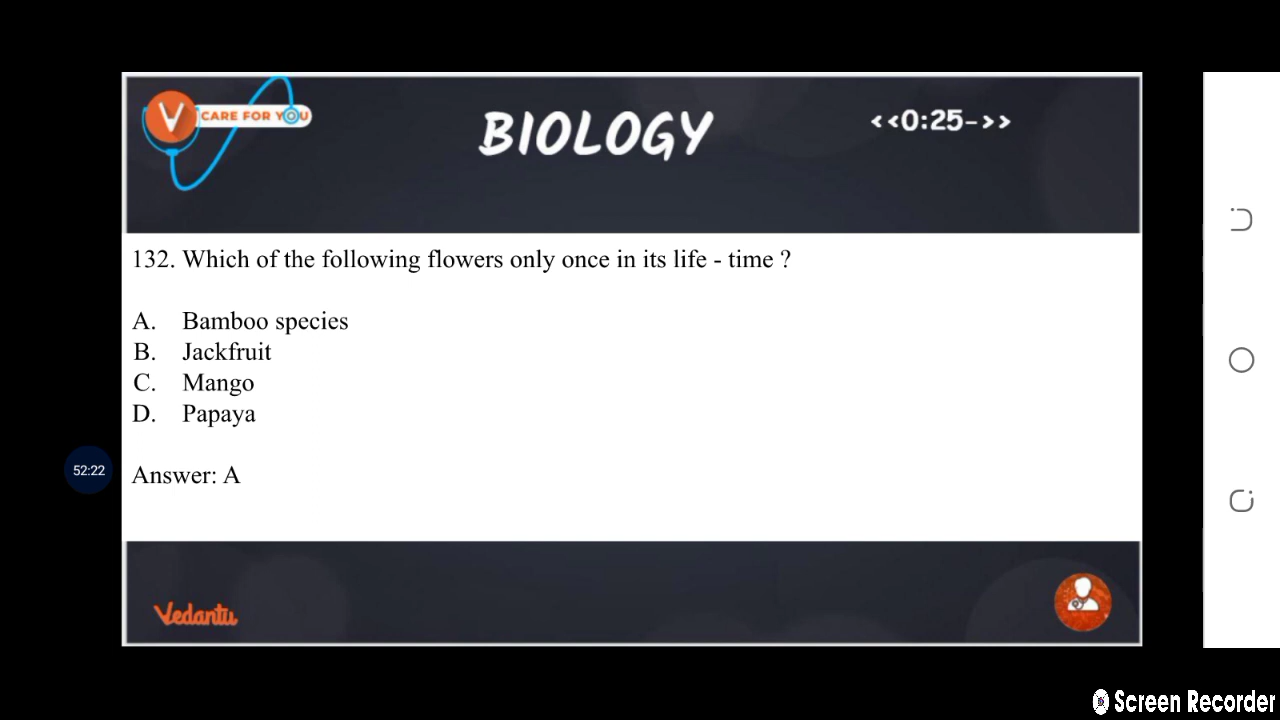 V CARE FOR YOU
BIOLOGY
<<0:25->>
132. Which of the following flowers only once in its life - time ?
A. Bamboo species
B. Jackfruit
C. Mango
D. Papaya
52:22
Answer: A
Vedantu
Screen Recorder